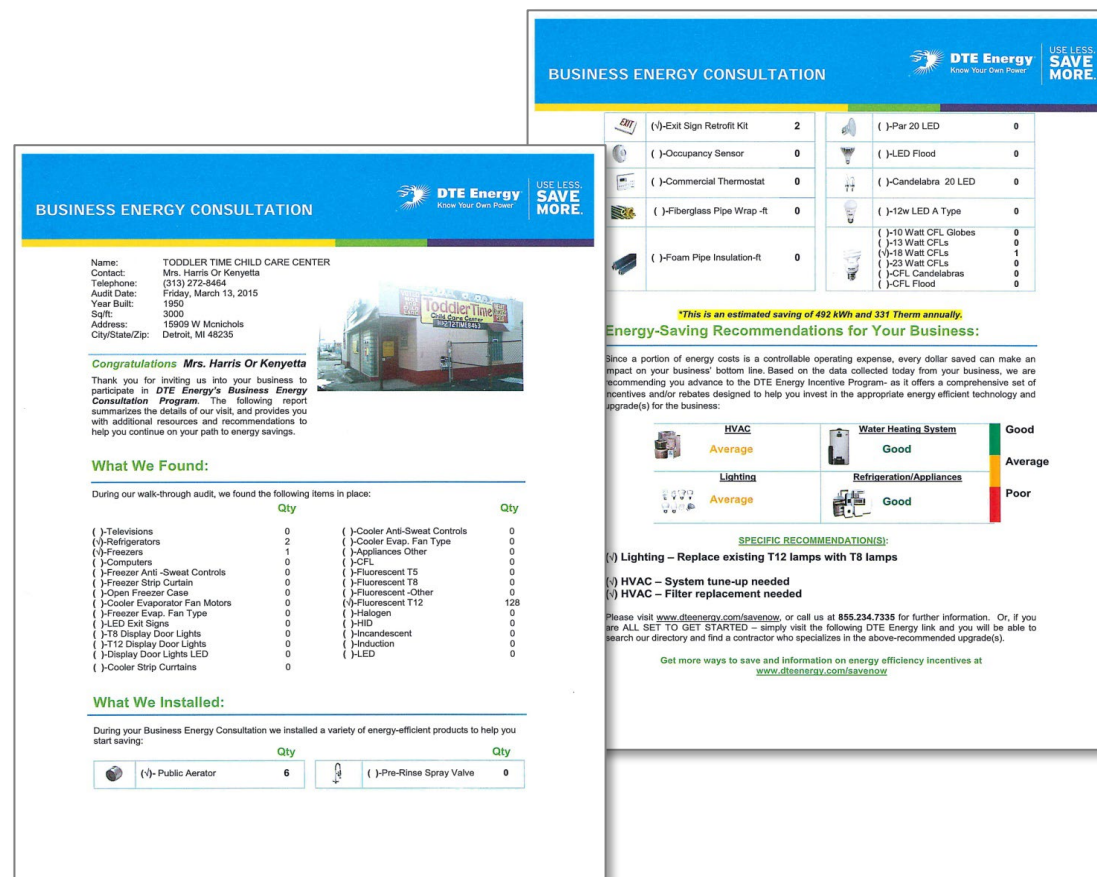 BUSINESS ENERGY CONSULTATION
DTE Energy
Know Your Own Power
USE LESS.
SAVE
MORE.
Name: TODDLER TIME CHILD CARE CENTER
Contact: Mrs. Harris Or Kenyetta
Telephone: (313) 272-8464
Audit Date: Friday, March 13, 2015
Year Built: 1950
Sq/ft: 3000
Address: 15909 W Mcnichols
City/State/Zip: Detroit, MI 48235
Toddler Time
Child Care Center
Congratulations Mrs. Harris Or Kenyetta
Thank you for inviting us into your business to
participate in DTE Energy's Business Energy
Consultation Program. The following report
summarizes the details of our visit, and provides you
with additional resources and recommendations to
help you continue on your path to energy savings.
What We Found:
During our walk-through audit, we found the following items in place:
Qty
( )-Televisions 0
(√)-Refrigerators 2
(√)-Freezers 1
( )-Computers 0
( )-Freezer Anti -Sweat Controls 0
( )-Freezer Strip Curtain 0
( )-Open Freezer Case 0
( )-Cooler Evaporator Fan Motors 0
( )-Freezer Evap. Fan Type 0
( )-LED Exit Signs 0
( )-T8 Display Door Lights 0
( )-T12 Display Door Lights 0
( )-Display Door Lights LED 0
( )-Cooler Strip Currtains 0
Qty
( )-Cooler Anti-Sweat Controls 0
( )-Cooler Evap. Fan Type 0
( )-Appliances Other 0
( )-CFL 0
( )-Fluorescent T5 0
( )-Fluorescent T8 0
( )-Fluorescent -Other 0
(√)-Fluorescent T12 128
( )-Halogen 0
( )-HID 0
( )-Incandescent 0
( )-Induction 0
( )-LED 0
What We Installed:
During your Business Energy Consultation we installed a variety of energy-efficient products to help you
start saving:
Qty Qty
(√)- Public Aerator 6 ( )-Pre-Rinse Spray Valve 0
BUSINESS ENERGY CONSULTATION
DTE Energy
Know Your Own Power
USE LESS.
SAVE
MORE.
EXIT
(√)-Exit Sign Retrofit Kit 2
( )-Occupancy Sensor 0
( )-Commercial Thermostat 0
( )-Fiberglass Pipe Wrap -ft 0
( )-Foam Pipe Insulation-ft 0
( )-Par 20 LED 0
( )-LED Flood 0
( )-Candelabra 20 LED 0
( )-12w LED A Type 0
( )-10 Watt CFL Globes 0
( )-13 Watt CFLs 0
(√)-18 Watt CFLs 1
( )-23 Watt CFLs 0
( )-CFL Candelabras 0
( )-CFL Flood 0
*This is an estimated saving of 492 kWh and 331 Therm annually.
Energy-Saving Recommendations for Your Business:
Since a portion of energy costs is a controllable operating expense, every dollar saved can make an
impact on your business' bottom line. Based on the data collected today from your business, we are
recommending you advance to the DTE Energy Incentive Program- as it offers a comprehensive set of
incentives and/or rebates designed to help you invest in the appropriate energy efficient technology and
upgrade(s) for the business:
HVAC
Average
Water Heating System
Good
Lighting
Average
Refrigeration/Appliances
Good
Good
Average
Poor
SPECIFIC RECOMMENDATION(S):
(√) Lighting – Replace existing T12 lamps with T8 lamps
(√) HVAC – System tune-up needed
(√) HVAC – Filter replacement needed
Please visit www.dteenergy.com/savenow, or call us at 855.234.7335 for further information. Or, if you
are ALL SET TO GET STARTED – simply visit the following DTE Energy link and you will be able to
search our directory and find a contractor who specializes in the above-recommended upgrade(s).
Get more ways to save and information on energy efficiency incentives at
www.dteenergy.com/savenow